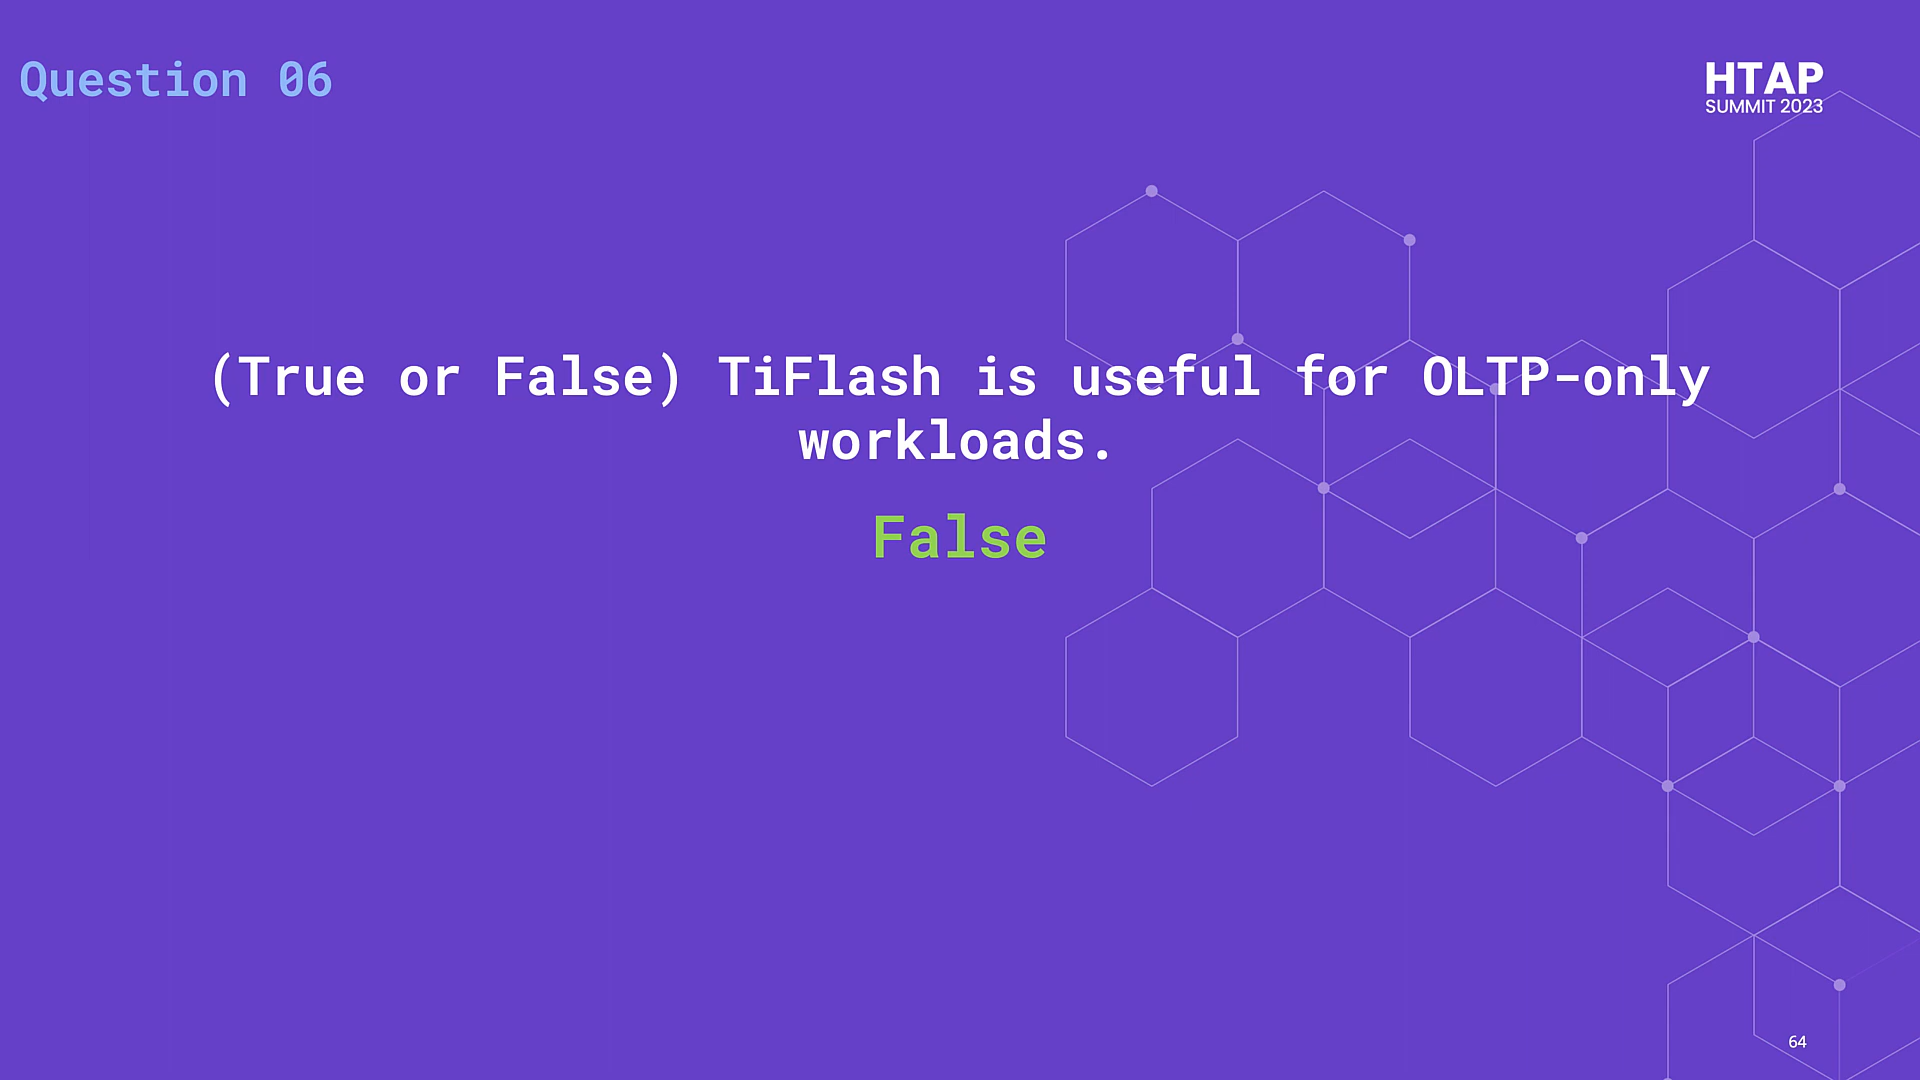 Question 06
HTAP
SUMMIT 2023
(True or False) TiFlash is useful for OLTP-only
workloads.
False
64